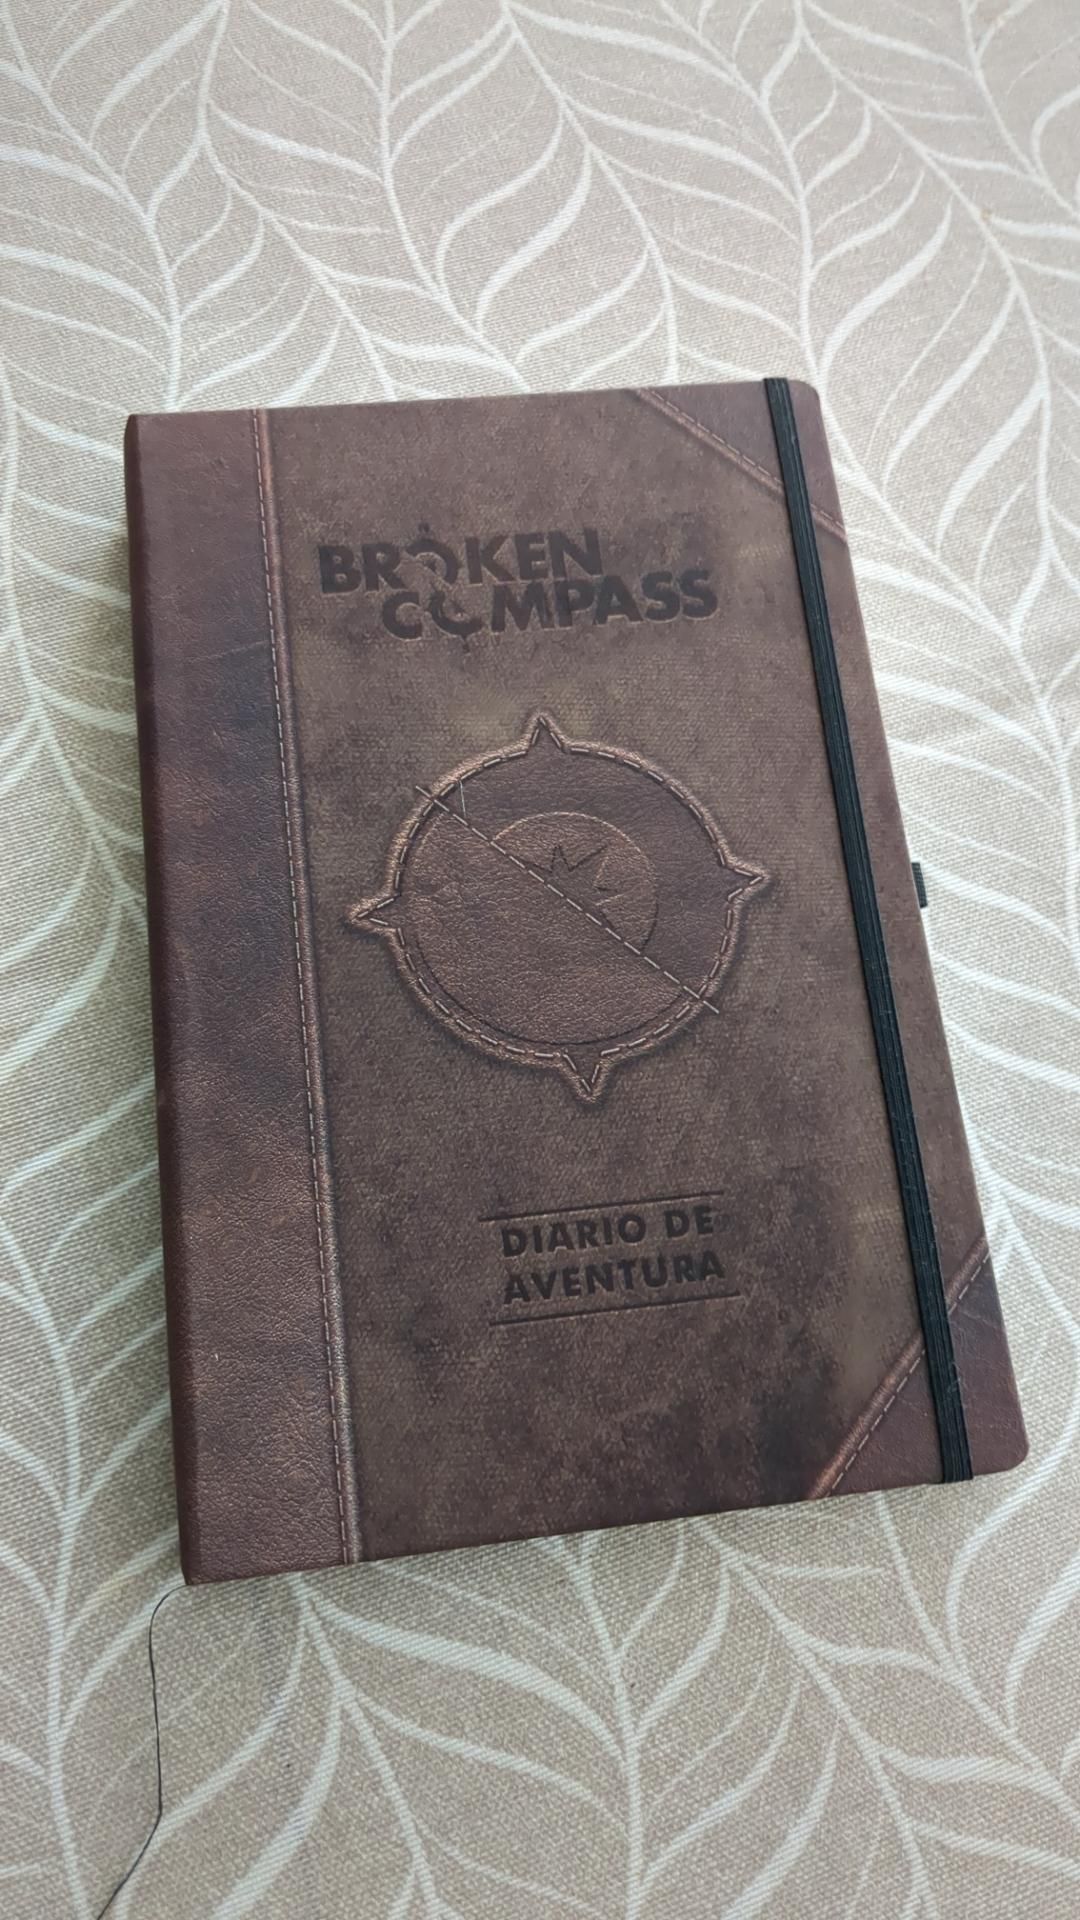 BROKEN
COMPASS
DIARIO DE
AVENTURA